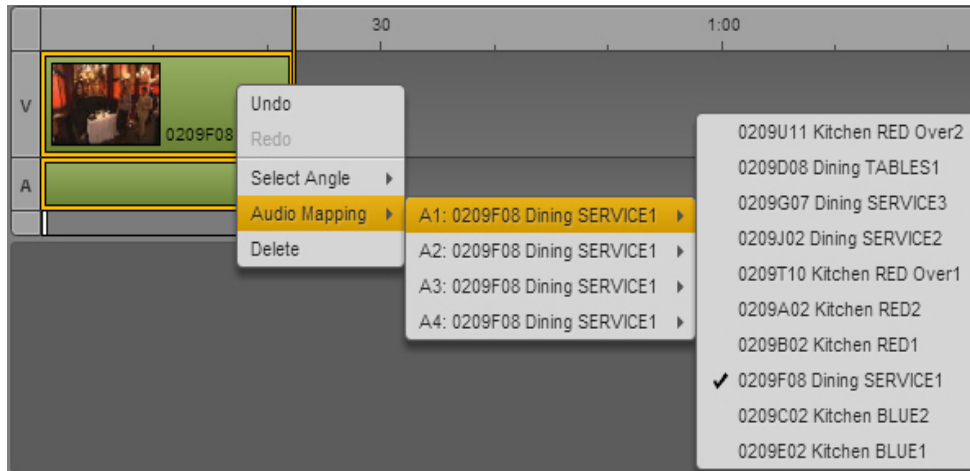 30
1:00
V
0209F08
A
Undo
Redo
Select Angle
Audio Mapping
Delete
A1: 0209F08 Dining SERVICE1
A2: 0209F08 Dining SERVICE1
A3: 0209F08 Dining SERVICE1
A4: 0209F08 Dining SERVICE1
0209U11 Kitchen RED Over2
0209D08 Dining TABLES1
0209G07 Dining SERVICE3
0209J02 Dining SERVICE2
0209T10 Kitchen RED Over1
0209A02 Kitchen RED2
0209B02 Kitchen RED1
0209F08 Dining SERVICE1
0209C02 Kitchen BLUE2
0209E02 Kitchen BLUE1